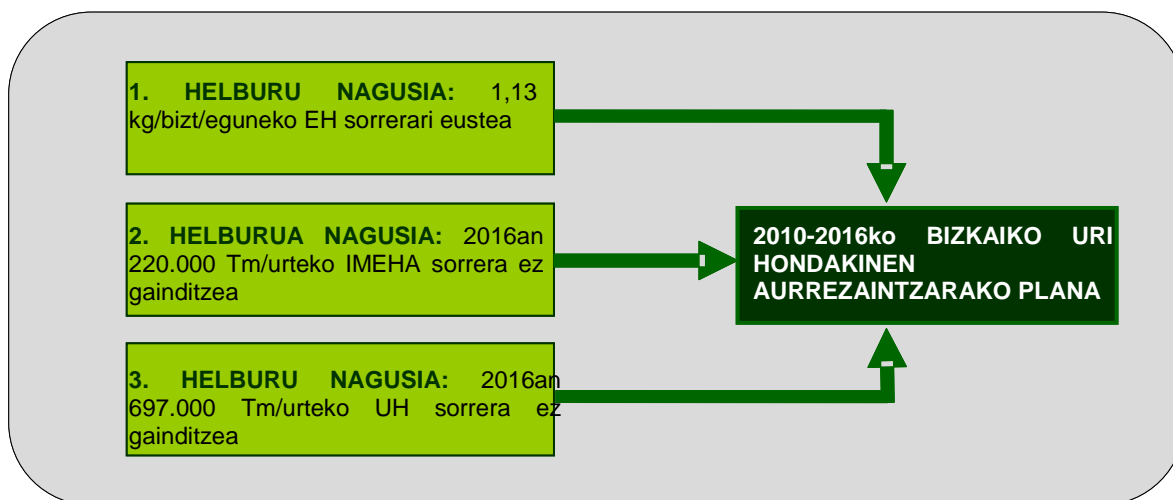 1. HELBURU NAGUSIA: 1,13
kg/bizt/eguneko EH sorrerari eustea
2. HELBURUA NAGUSIA: 2016an
220.000 Tm/urteko IMEHA sorrera ez
gainditzea
3. HELBURU NAGUSIA: 2016an
697.000 Tm/urteko UH sorrera ez
gainditzea
2010-2016ko BIZKAIKO URI
HONDAKINEN
AURREZAINTZARAKO PLANA